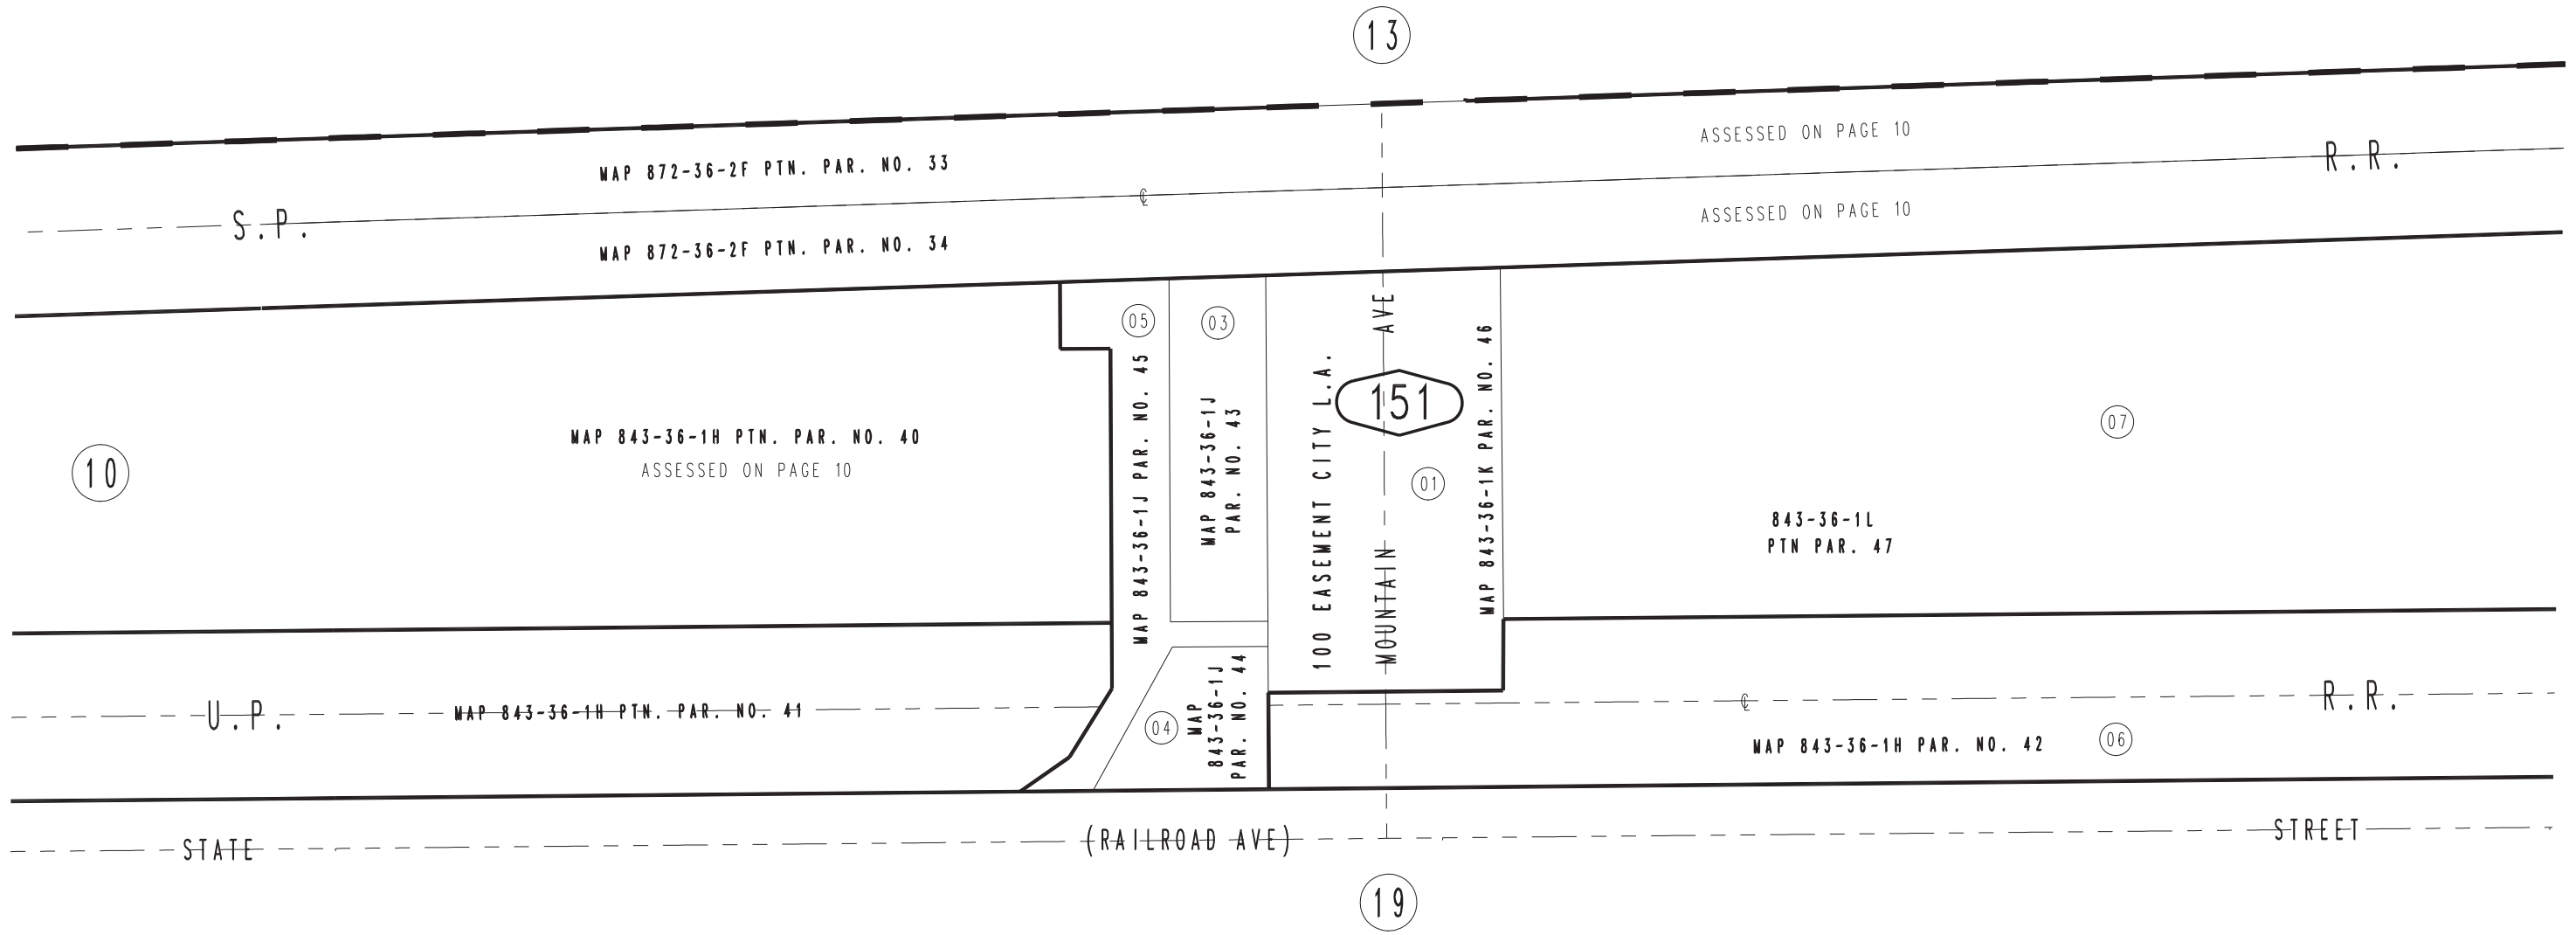 13
ASSESSED ON PAGE 10
R.R.
MAP 872-36-2F PTN. PAR. NO. 33
℄
ASSESSED ON PAGE 10
S.P.
MAP 872-36-2F PTN. PAR. NO. 34
05
03
MOUNTAIN AVE
MAP 843-36-1J PAR. NO. 45
MAP 843-36-1J
PAR. NO. 43
100 EASEMENT CITY L.A.
151
01
MAP 843-36-1K PAR. NO. 46
07
MAP 843-36-1H PTN. PAR. NO. 40
ASSESSED ON PAGE 10
10
843-36-1L
PTN PAR. 47
U.P.
MAP 843-36-1H PTN. PAR. NO. 41
04
MAP
843-36-1J
PAR. NO. 44
℄
R.R.
MAP 843-36-1H PAR. NO. 42
06
STATE
(RAILROAD AVE)
STREET
19